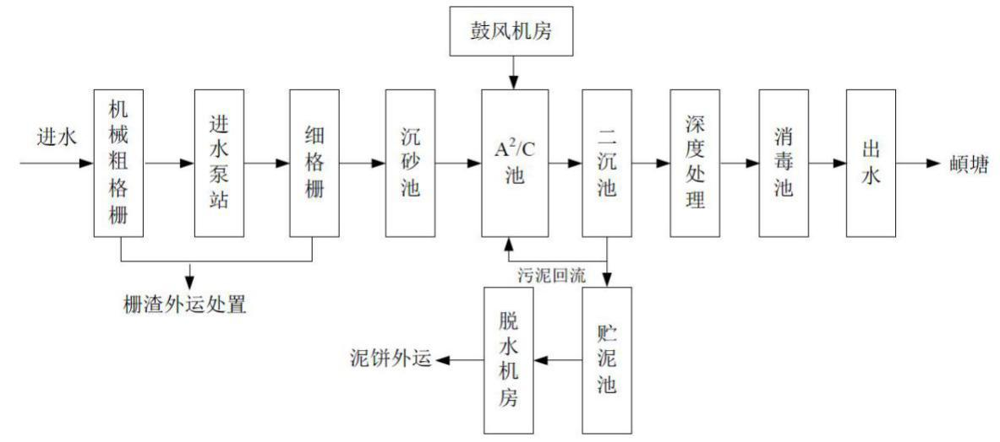 鼓风机房
进水
机械粗格栅
进水泵站
细格栅
沉砂池
A²/C
池
二沉池
深度处理
消毒池
出水
頔塘
污泥回流
栅渣外运处置
泥饼外运
脱水机房
贮泥池